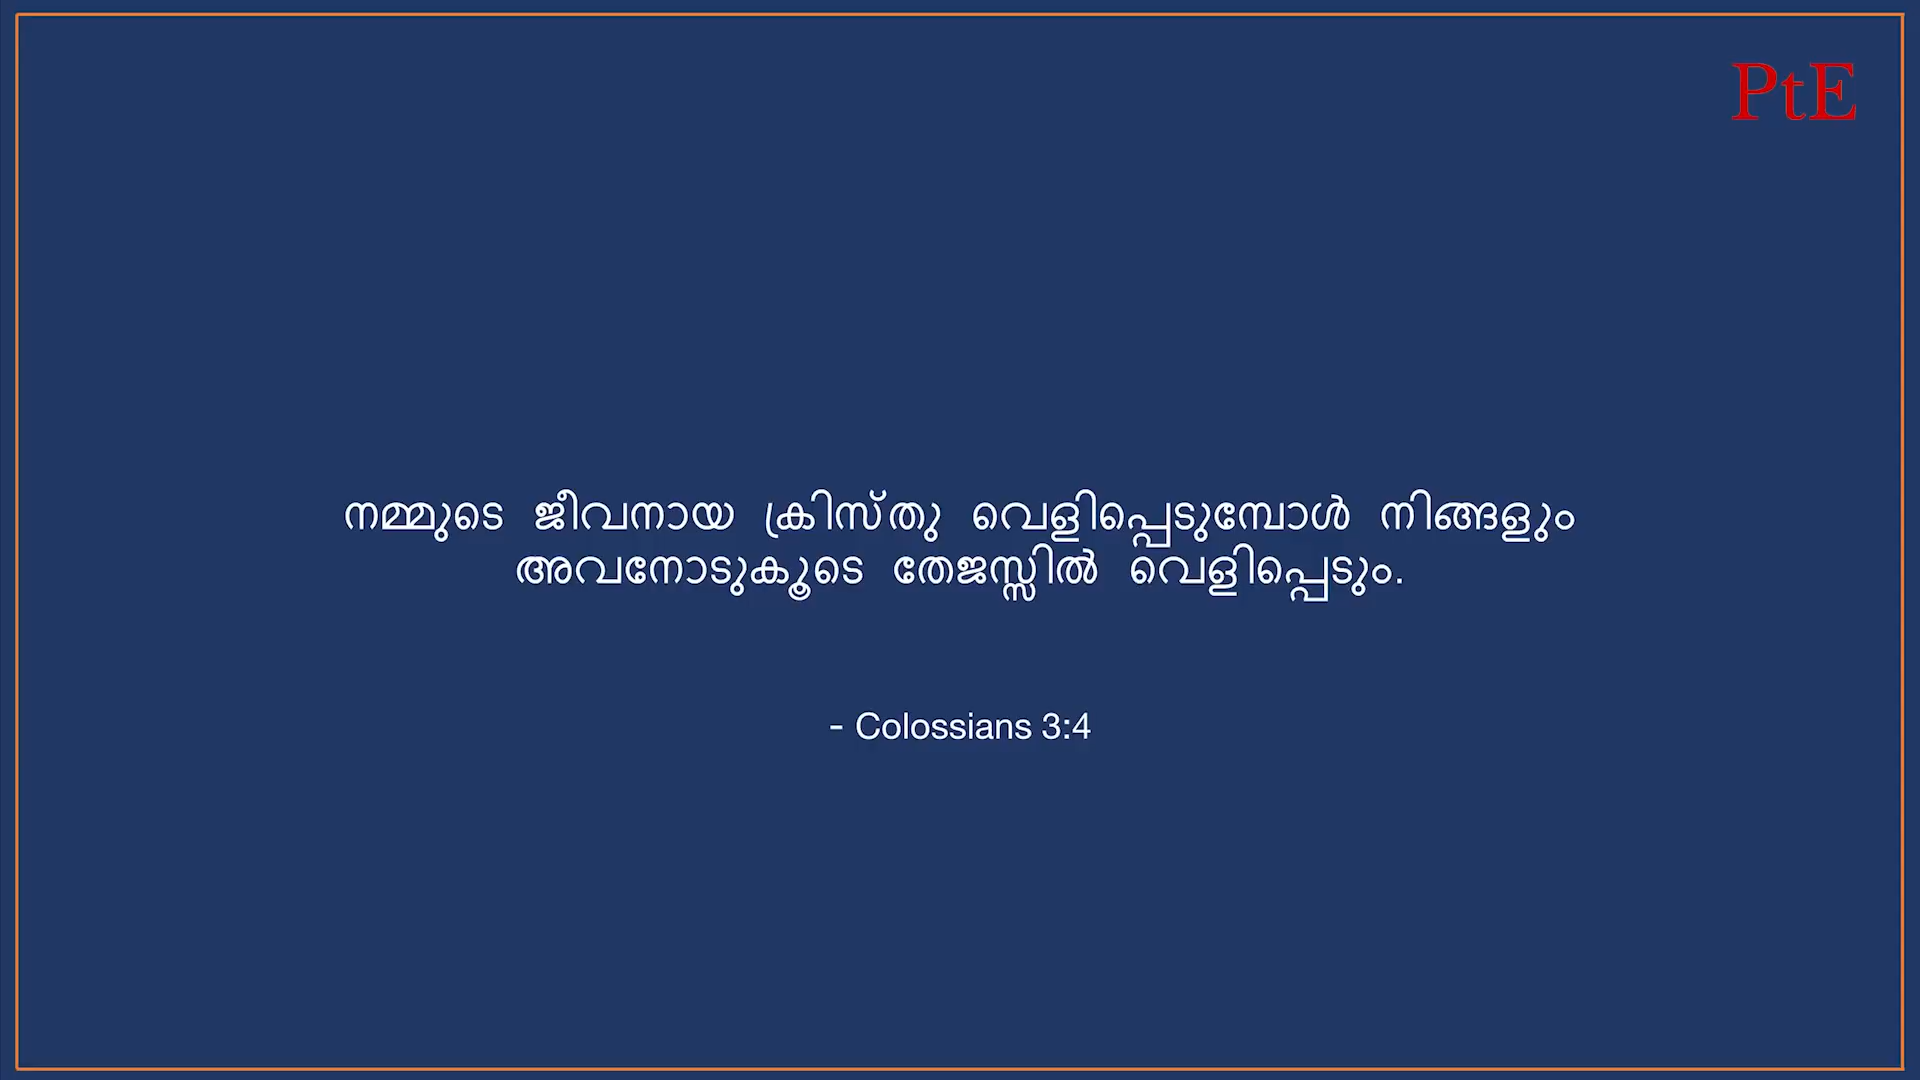 PtE
നമ്മുടെ ജീവനായ ക്രിസ്തു വെളിപ്പെടുമ്പോൾ നിങ്ങളും
അവനോടുകൂടെ തേജസ്സിൽ വെളിപ്പെടും.
- Colossians 3:4